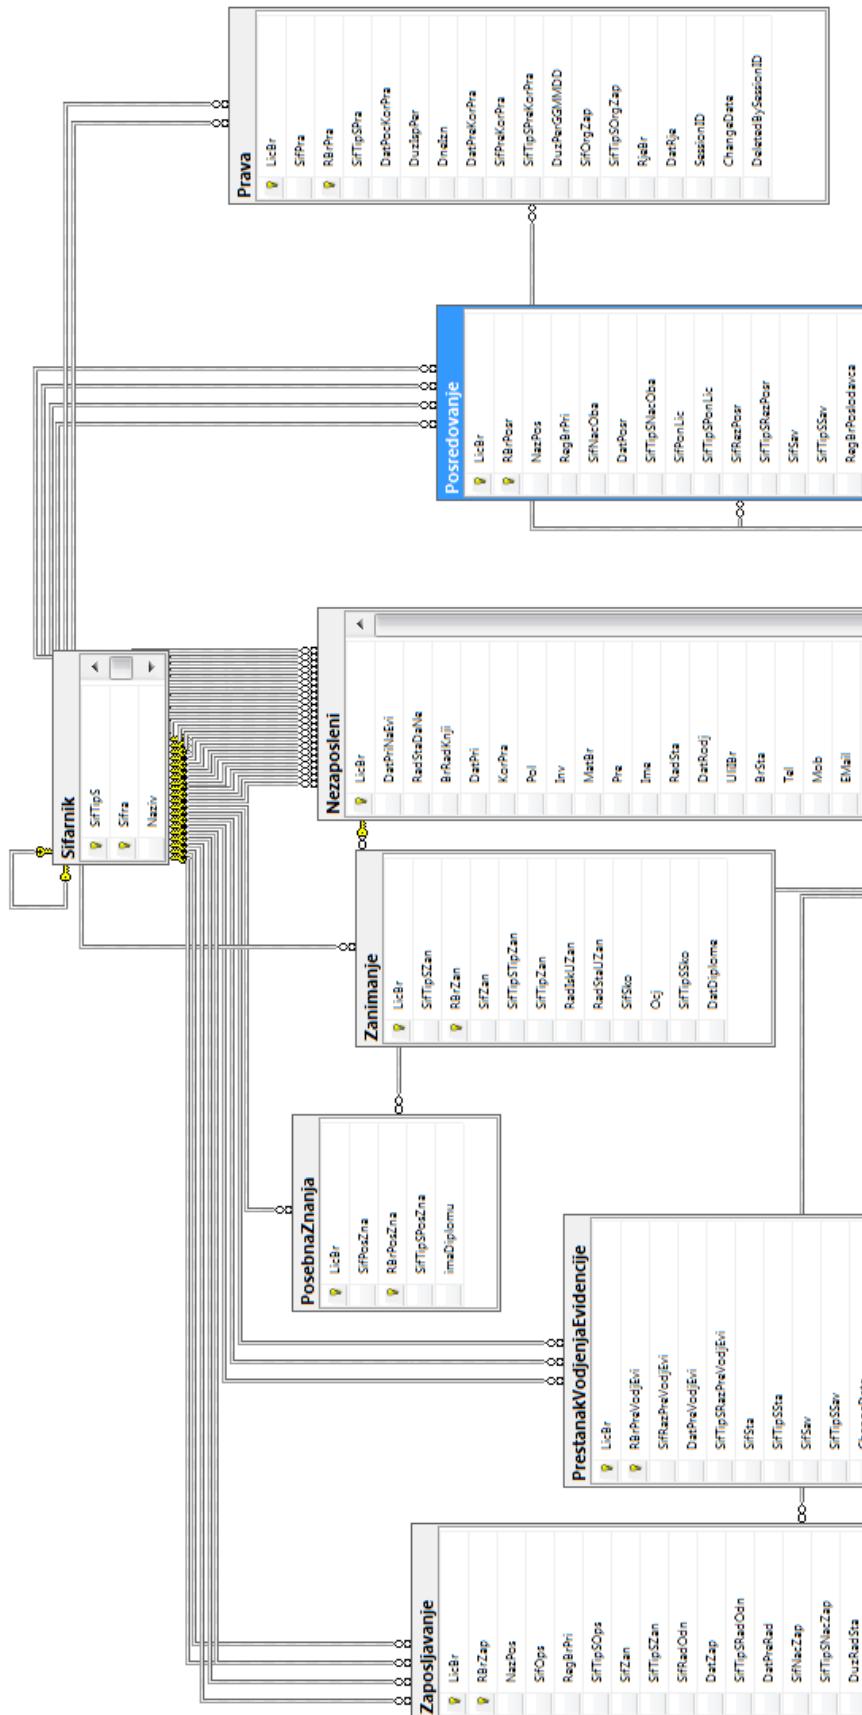 Zaposljavanje
LicBr
RBrZap
NazPos
SifOps
RegBrPri
SifTipSOps
SifZan
SifTipSZan
SifRadOdn
DatZap
SifTipSRadOdn
DatPreRad
SifNacZap
SifTipSNacZap
DuzRadSta
PrestanakVodjenjaEvidencije
LicBr
RBrPreVodjEvi
SifRazPreVodjEvi
DatPreVodjEvi
SifTipSRazPreVodjEvi
SifSta
SifTipSSta
SifSav
SifTipSSav
PosebnaZnanja
LicBr
SifPosZna
RBrPosZna
SifTipSPosZna
imaDiplomu
Zanimanje
LicBr
SifTipSZan
RBrZan
SifZan
SifTipSTipZan
SifTipZan
RadIskUZan
RadStaUZan
SifSko
Ocj
SifTipSSko
DatDiplome
Sifarnik
SifTipS
Sifra
Naziv
Nezaposleni
LicBr
DatPriNaEvi
RadStaDaNe
BrRadKnji
DatPri
KorPra
Pol
Inv
MatBr
Pre
Ime
RadSta
DatRodj
UliIBr
BrSta
Tel
Mob
EMail
Posredovanje
LicBr
RBrPosr
NazPos
RegBrPri
SifNacOba
DatPosr
SifTipSNacOba
SifPonLic
SifTipSPonLic
SifRazPosr
SifTipSRazPosr
SifSav
SifTipSSav
RegBrPoslodavca
Prava
LicBr
SifPra
RBrPra
SifTipSPra
DatPocKorPra
DuzIspPer
DneIzn
DatPreKorPra
SifPreKorPra
SifTipSPreKorPra
DuzPerGGMMDD
SifOrgZap
SifTipSOrgZap
RjeBr
DatRje
SessionID
ChangeDate
DeletedBySessionID